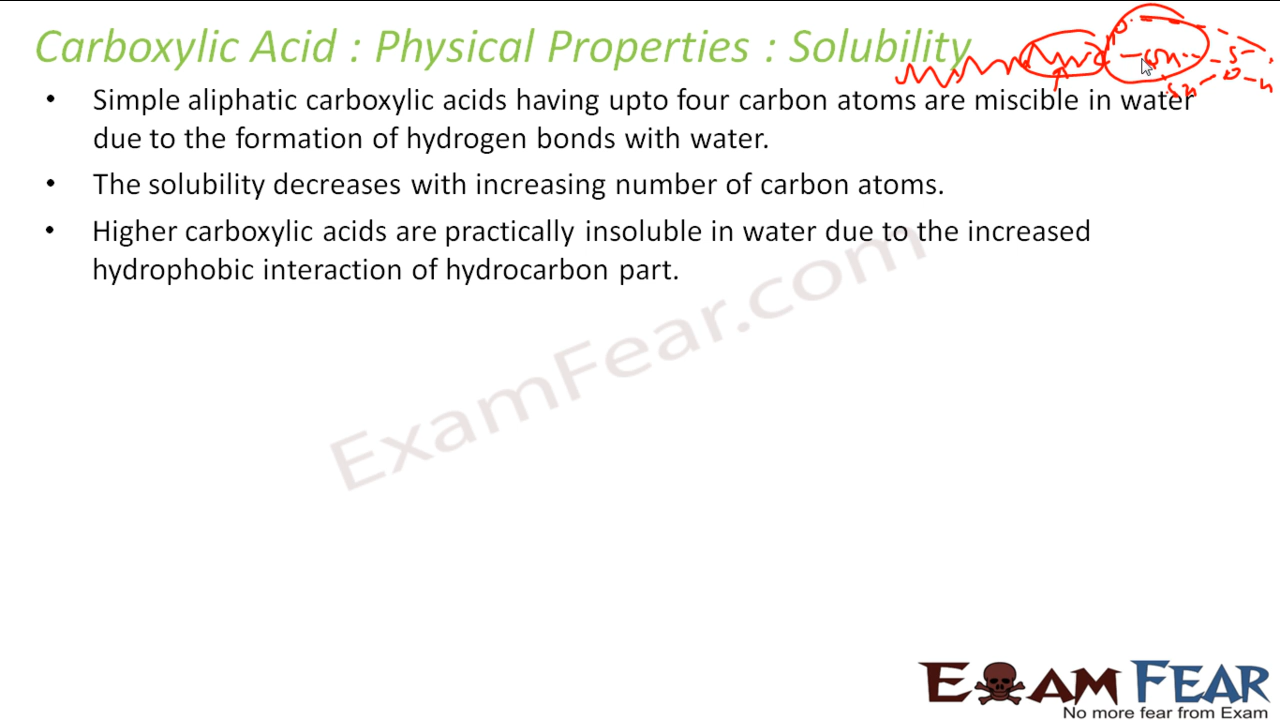 Carboxylic Acid : Physical Properties : Solubility
• Simple aliphatic carboxylic acids having upto four carbon atoms are miscible in water
due to the formation of hydrogen bonds with water.
• The solubility decreases with increasing number of carbon atoms.
• Higher carboxylic acids are practically insoluble in water due to the increased
hydrophobic interaction of hydrocarbon part.
ExamFear.com
EXAM FEAR
No more fear from Exam